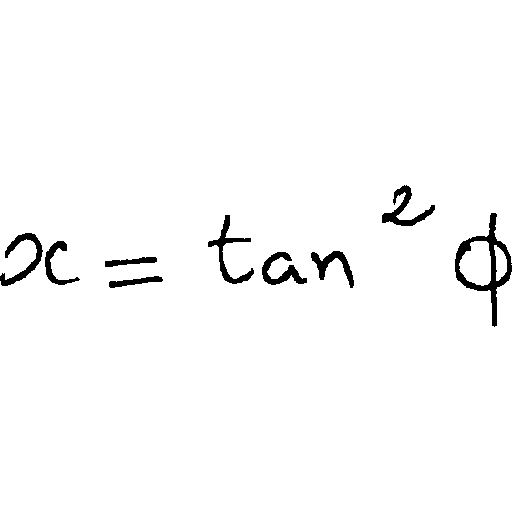 x = tan² ϕ